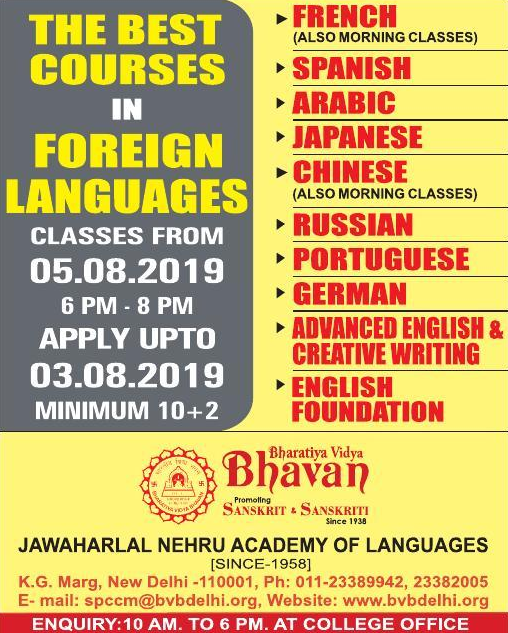 THE BEST
COURSES
IN
FOREIGN
LANGUAGES
CLASSES FROM
05.08.2019
6 PM - 8 PM
APPLY UPTO
03.08.2019
MINIMUM 10+2
FRENCH
(ALSO MORNING CLASSES)
SPANISH
ARABIC
JAPANESE
CHINESE
(ALSO MORNING CLASSES)
RUSSIAN
PORTUGUESE
GERMAN
ADVANCED ENGLISH &
CREATIVE WRITING
ENGLISH
FOUNDATION
Bharatiya Vidya
Bhavan
Promoting
SANSKRIT & SANSKRITI
Since 1938
JAWAHARLAL NEHRU ACADEMY OF LANGUAGES
[SINCE-1958]
K.G. Marg, New Delhi -110001, Ph: 011-23389942, 23382005
E- mail: spccm@bvbdelhi.org, Website: www.bvbdelhi.org
ENQUIRY:10 AM. TO 6 PM. AT COLLEGE OFFICE